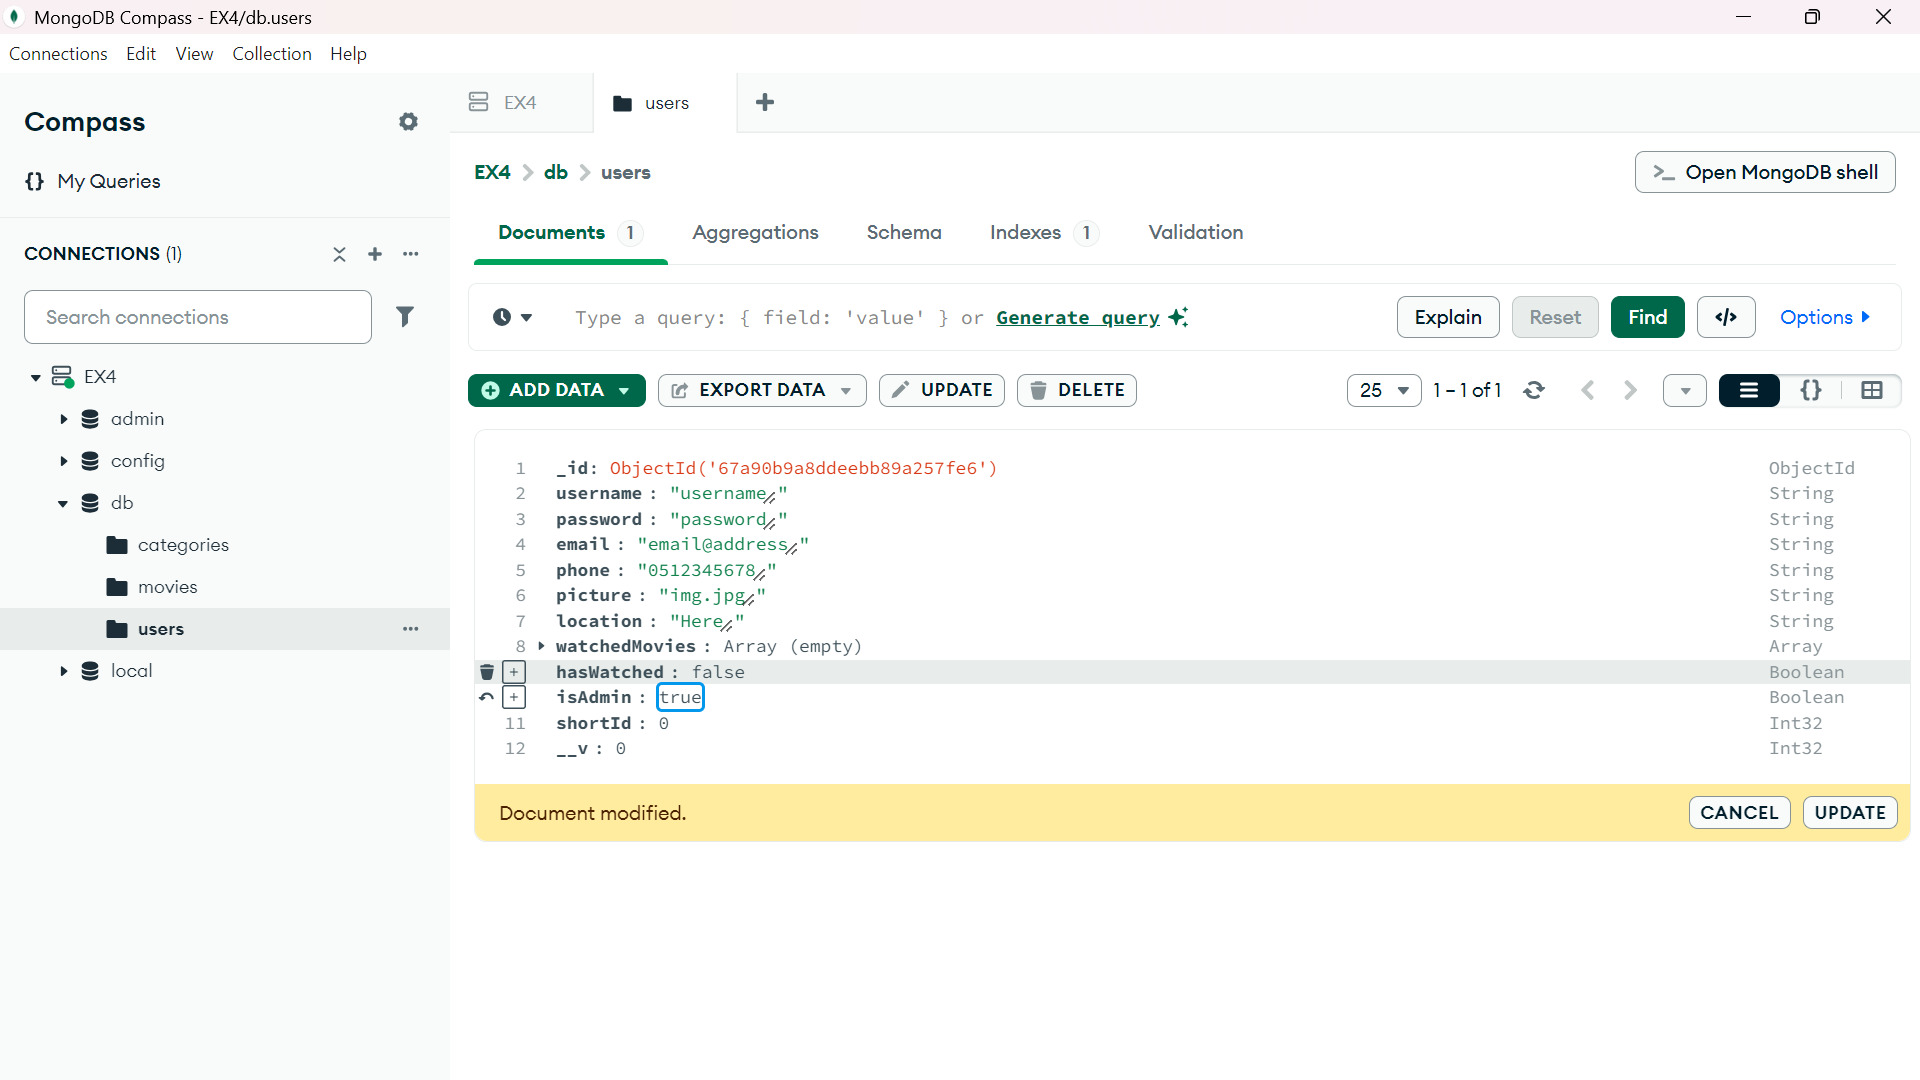 MongoDB Compass - EX4/db.users
Connections Edit View Collection Help
Compass
{} My Queries
CONNECTIONS (1)
Search connections
EX4
admin
config
db
categories
movies
users
local
EX4
users
EX4 > db > users
>_ Open MongoDB shell
Documents 1
Aggregations
Schema
Indexes 1
Validation
Type a query: { field: 'value' } or Generate query
Explain
Reset
Find
</>
Options
ADD DATA
EXPORT DATA
UPDATE
DELETE
25
1 – 1 of 1
{}
1 _id: ObjectId('67a90b9a8ddeebb89a257fe6') ObjectId
2 username : "username" String
3 password : "password" String
4 email : "email@address" String
5 phone : "0512345678" String
6 picture : "img.jpg" String
7 location : "Here" String
8 watchedMovies : Array (empty) Array
hasWatched : false Boolean
isAdmin : true Boolean
11 shortId : 0 Int32
12 __v : 0 Int32
Document modified.
CANCEL
UPDATE